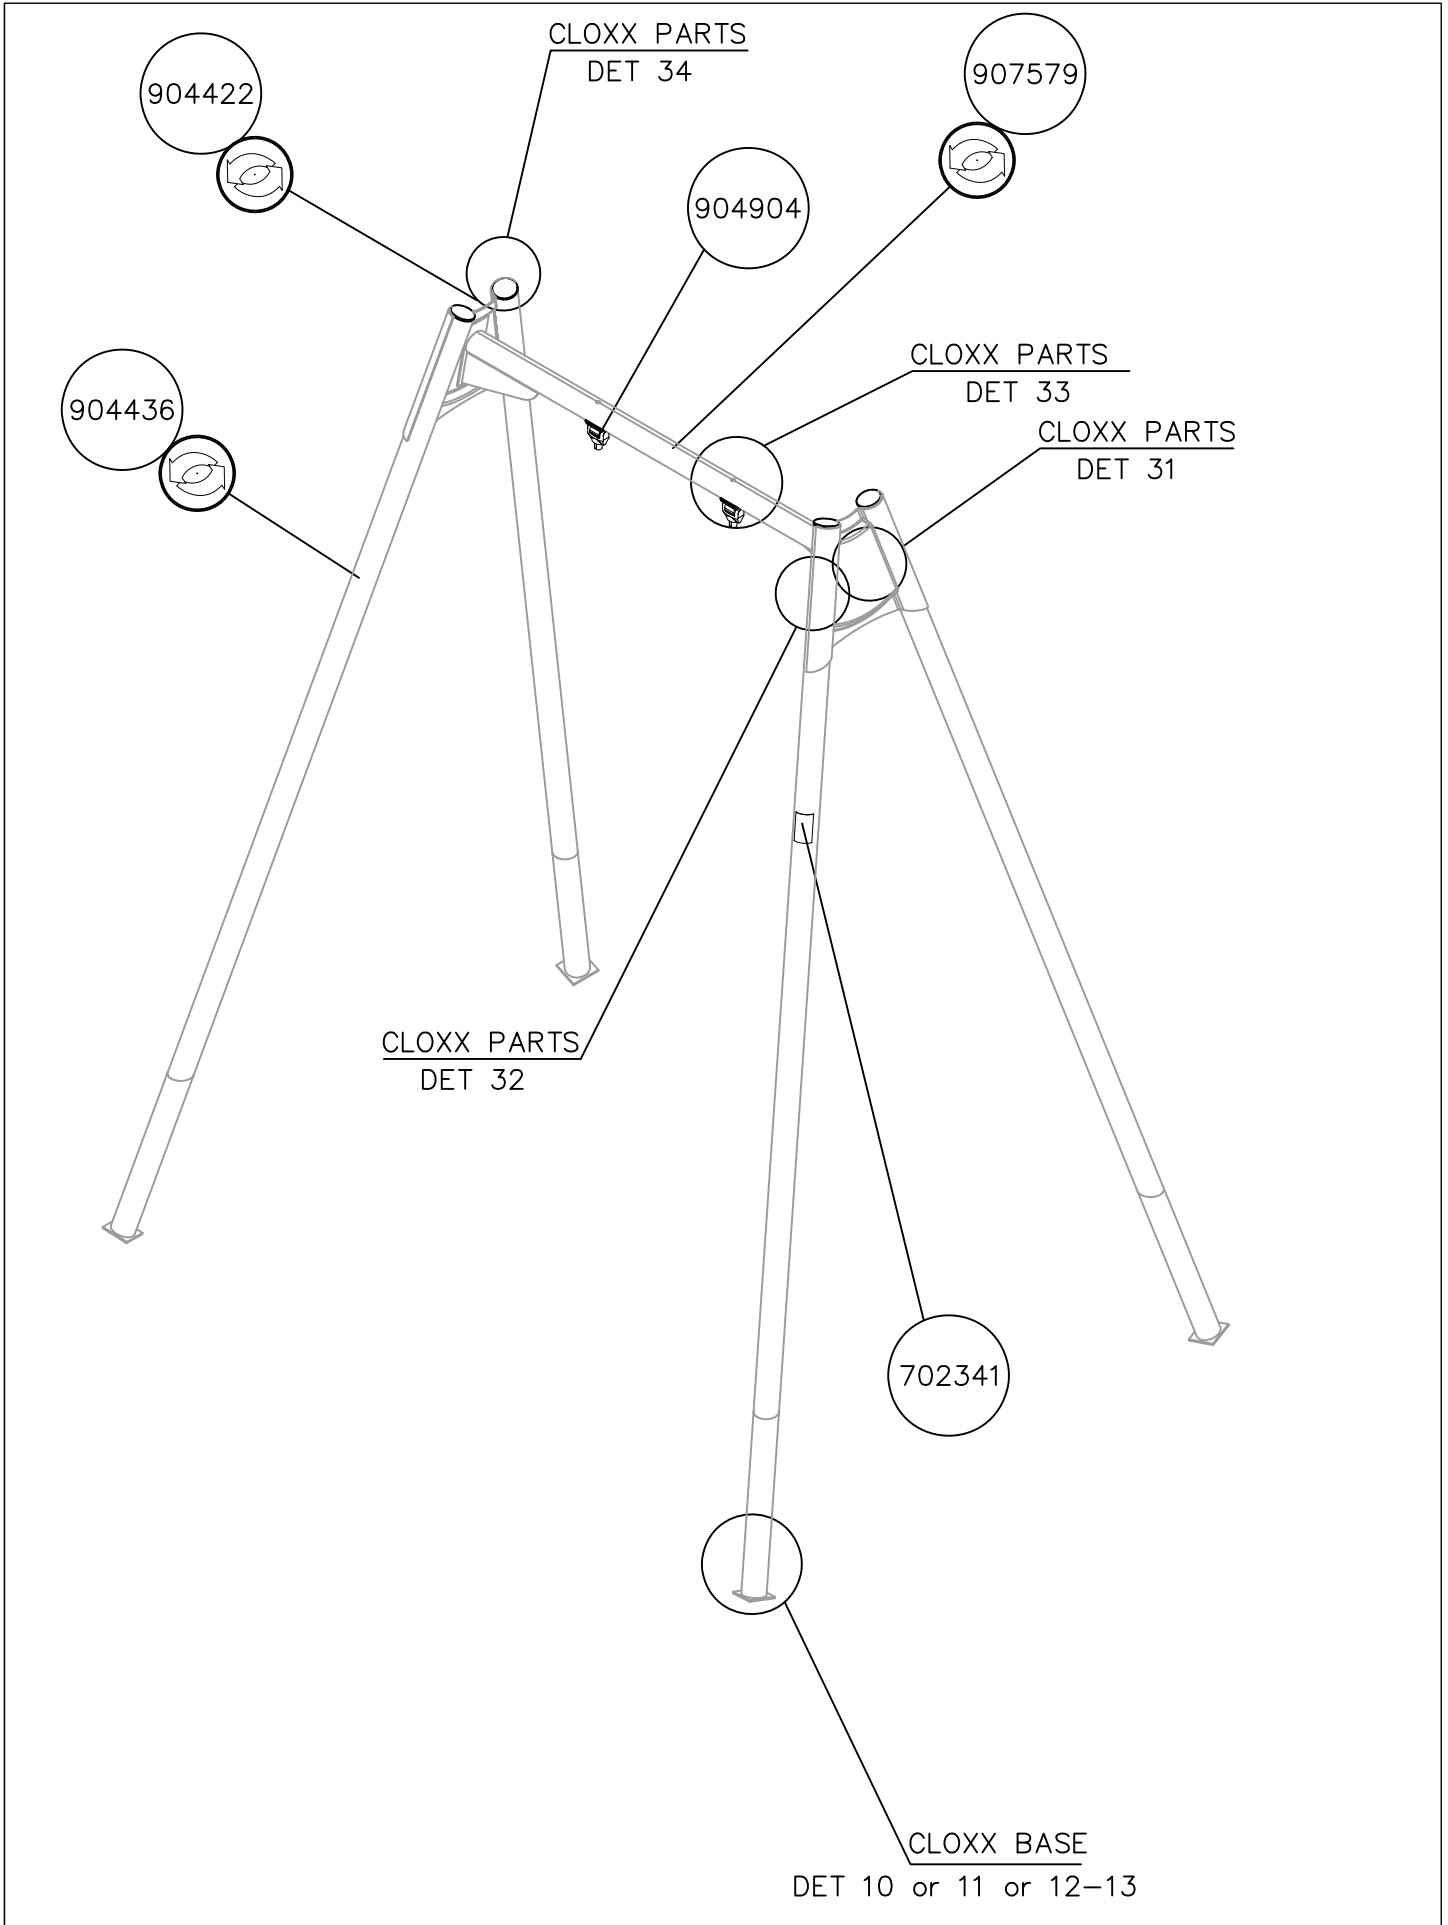 CLOXX PARTS
DET 34
904422
907579
904904
CLOXX PARTS
DET 33
904436
CLOXX PARTS
DET 31
CLOXX PARTS
DET 32
702341
CLOXX BASE
DET 10 or 11 or 12-13